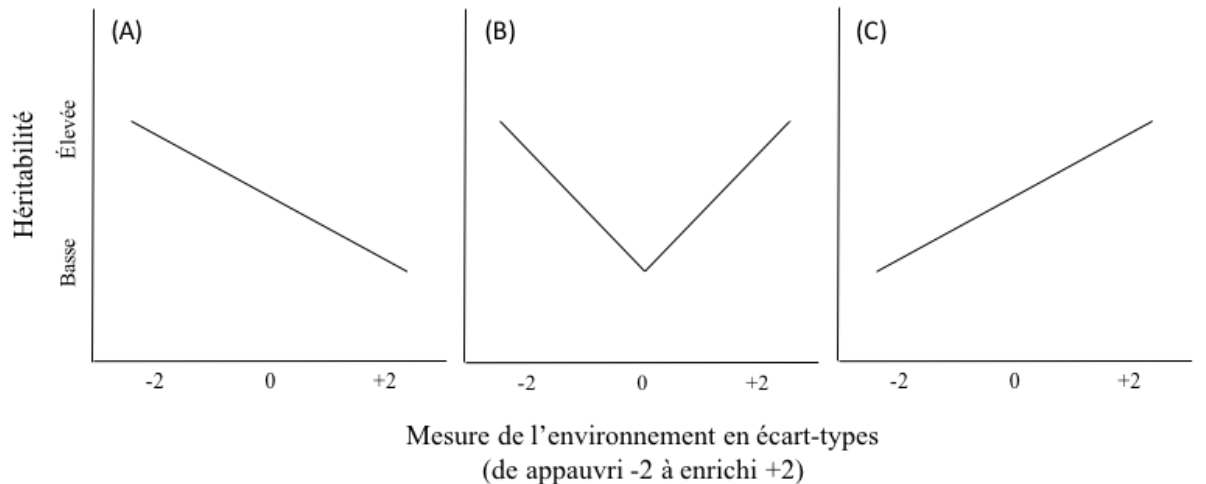 (A)
(B)
(C)
Héritabilité
Élevée
Basse
-2 0 +2
-2 0 +2
-2 0 +2
Mesure de l’environnement en écart-types
(de appauvri -2 à enrichi +2)